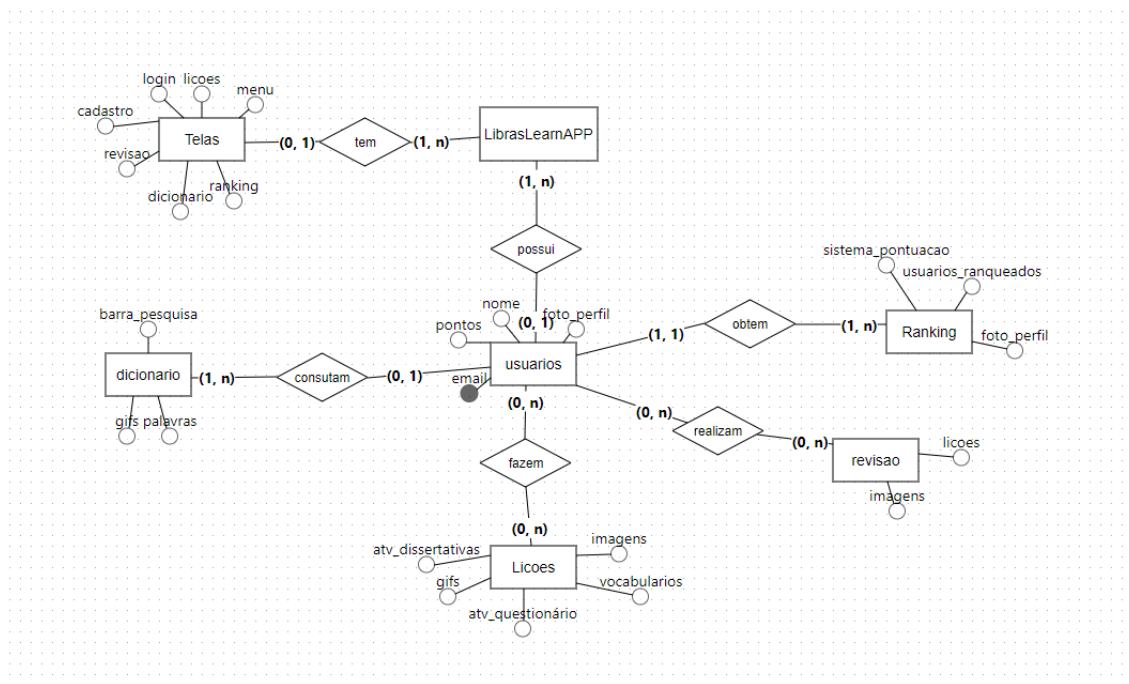 login licoes
menu
cadastro
Telas
(0, 1)
tem
(1, n)
LibrasLearnAPP
revisao
ranking
dicionario
(1, n)
possui
sistema_pontuacao
usuarios_ranqueados
nome
(0, 1)
foto_perfil
pontos
barra_pesquisa
(1, 1)
obtem
(1, n)
Ranking
foto_perfil
usuarios
dicionario
(1, n)
consutam
(0, 1)
email
gifs palavras
(0, n)
(0, n)
realizam
(0, n)
licoes
revisao
fazem
imagens
(0, n)
imagens
atv_dissertativas
Licoes
gifs
vocabularios
atv_questionário